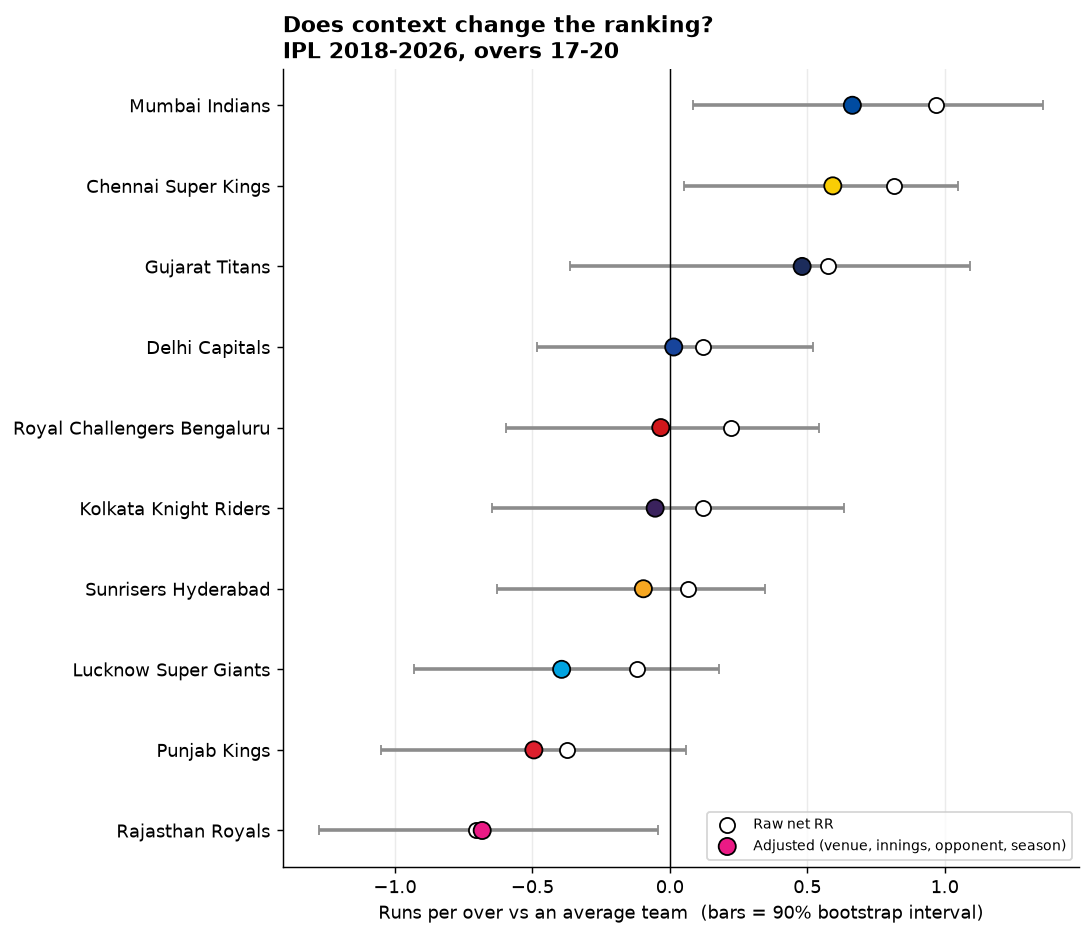 Does context change the ranking?
IPL 2018-2026, overs 17-20
Mumbai Indians
Chennai Super Kings
Gujarat Titans
Delhi Capitals
Royal Challengers Bengaluru
Kolkata Knight Riders
Sunrisers Hyderabad
Lucknow Super Giants
Punjab Kings
Rajasthan Royals
Raw net RR
Adjusted (venue, innings, opponent, season)
−1.0 −0.5 0.0 0.5 1.0
Runs per over vs an average team (bars = 90% bootstrap interval)